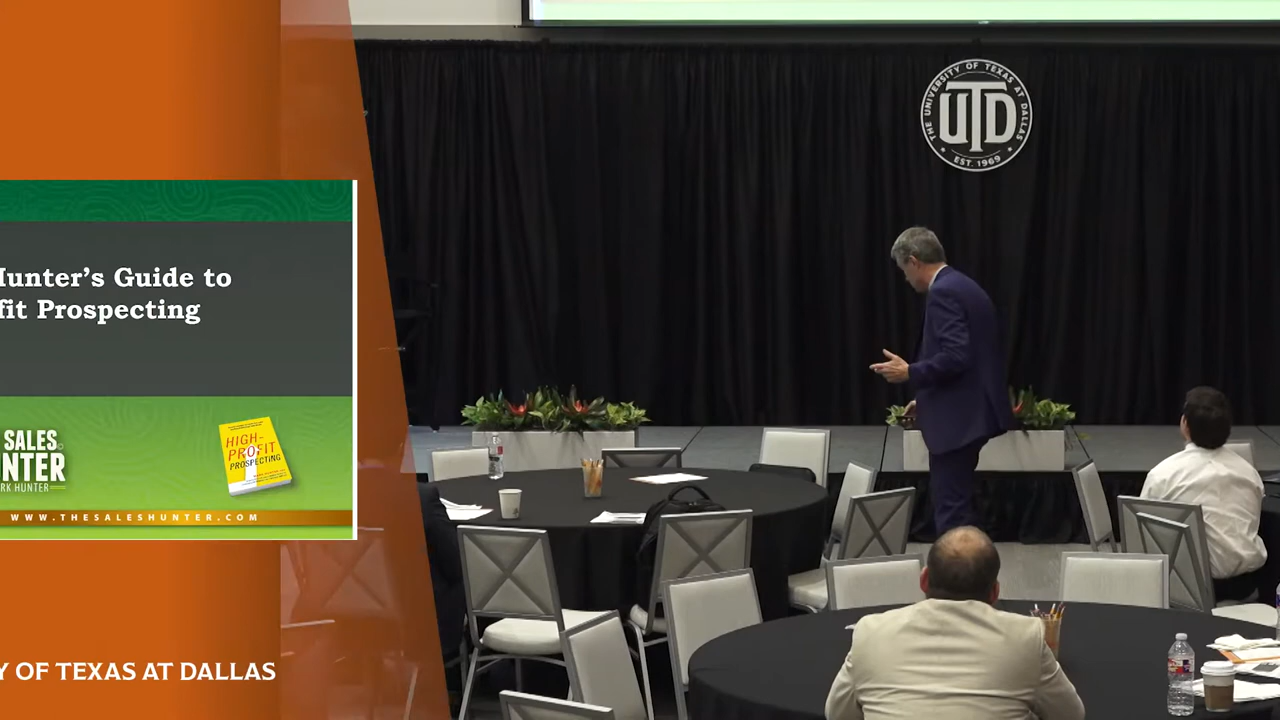 Hunter's Guide to
fit Prospecting
SALES
NTER
RK HUNTER
HIGH-
PROFIT
PROSPECTING
WWW.THESALESHUNTER.COM
Y OF TEXAS AT DALLAS
THE UNIVERSITY OF TEXAS AT DALLAS
UTD
EST. 1969